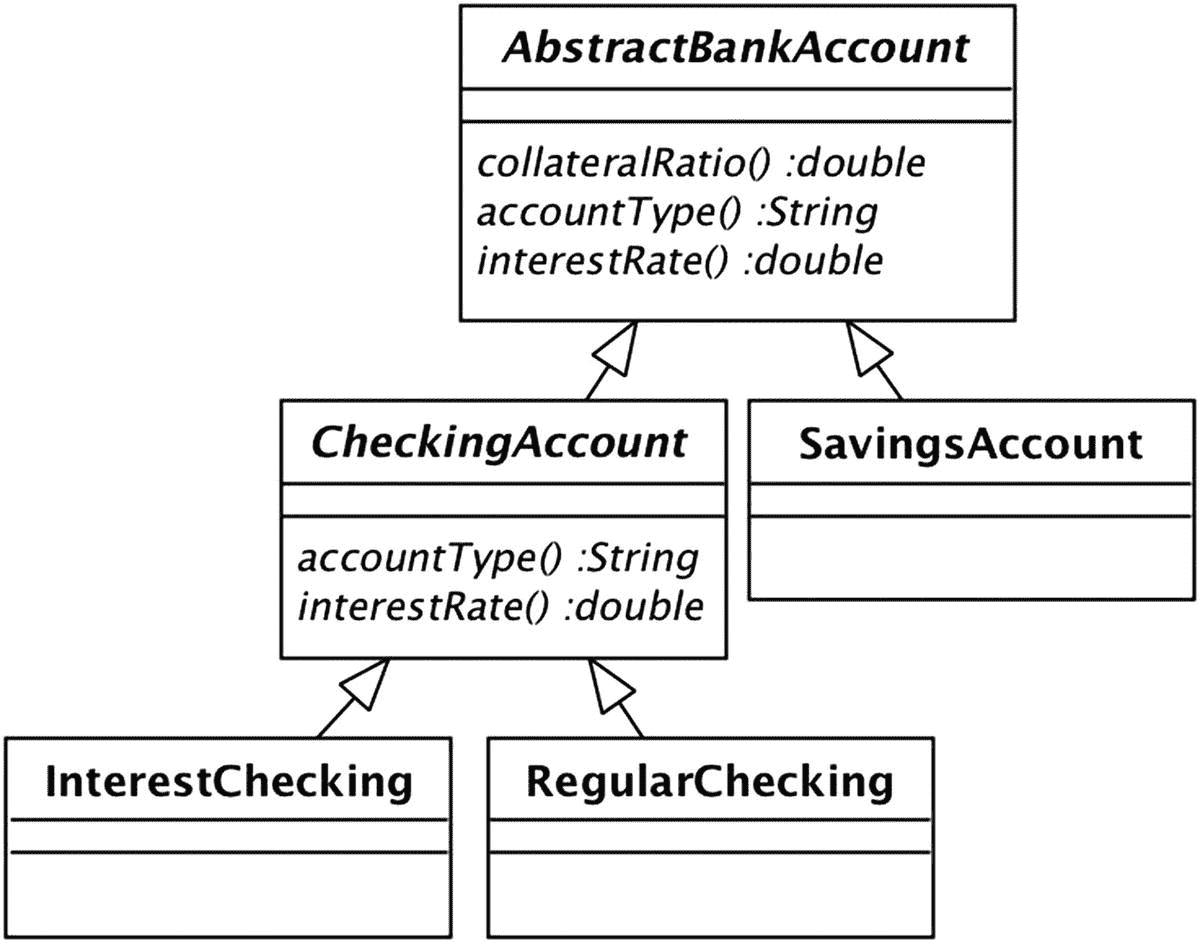 AbstractBankAccount
collateralRatio() :double
accountType() :String
interestRate() :double
CheckingAccount
accountType() :String
interestRate() :double
SavingsAccount
InterestChecking
RegularChecking